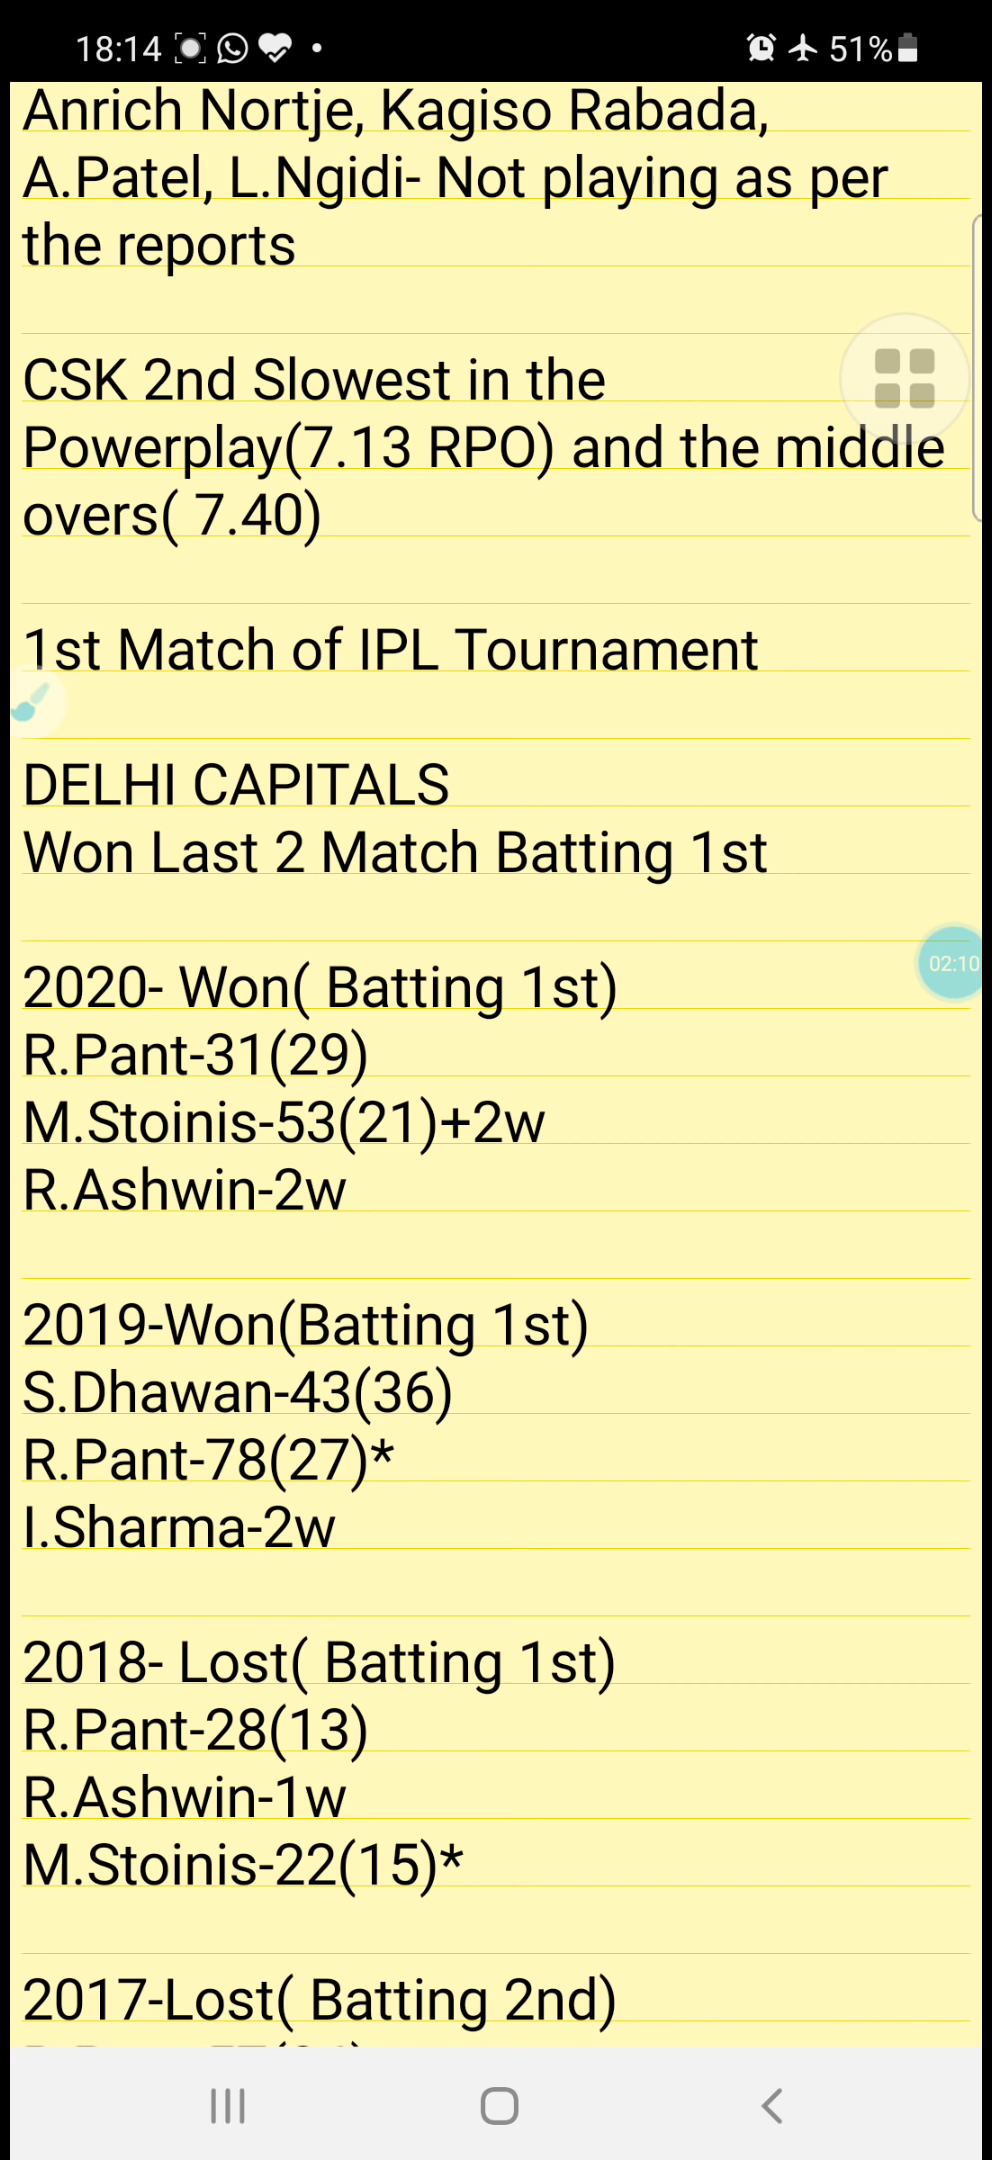 18:14
51%
Anrich Nortje, Kagiso Rabada,
A.Patel, L.Ngidi- Not playing as per
the reports
CSK 2nd Slowest in the
Powerplay(7.13 RPO) and the middle
overs( 7.40)
1st Match of IPL Tournament
DELHI CAPITALS
Won Last 2 Match Batting 1st
02:10
2020- Won( Batting 1st)
R.Pant-31(29)
M.Stoinis-53(21)+2w
R.Ashwin-2w
2019-Won(Batting 1st)
S.Dhawan-43(36)
R.Pant-78(27)*
I.Sharma-2w
2018- Lost( Batting 1st)
R.Pant-28(13)
R.Ashwin-1w
M.Stoinis-22(15)*
2017-Lost( Batting 2nd)